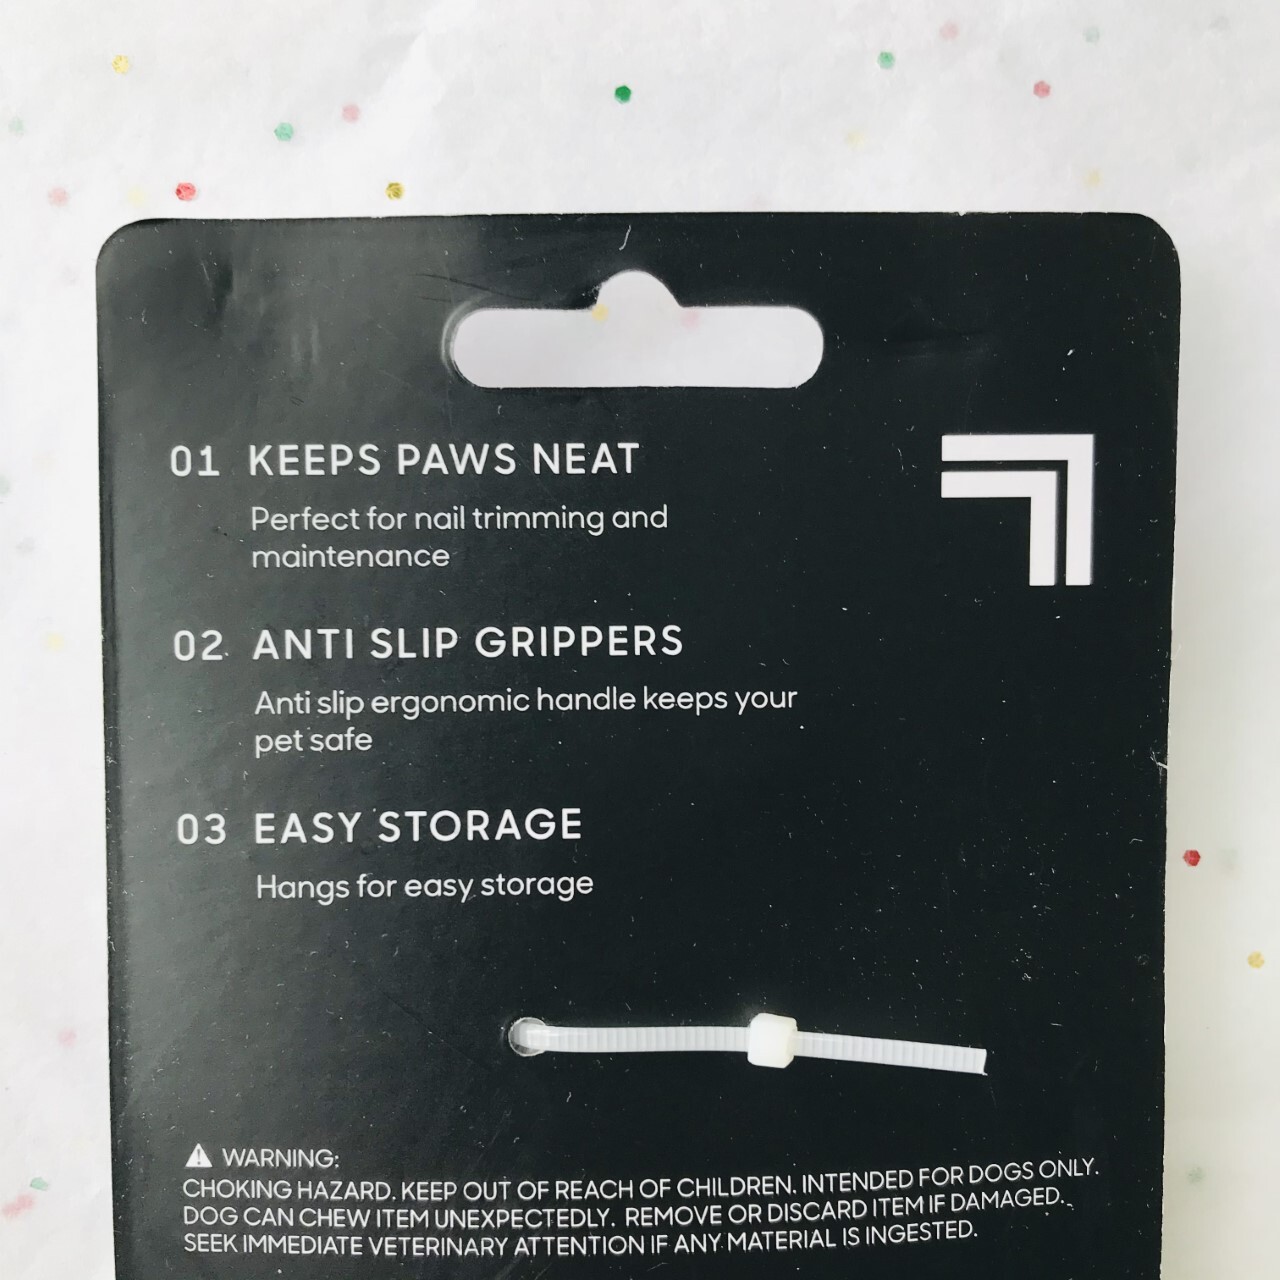 01 KEEPS PAWS NEAT
Perfect for nail trimming and
maintenance
02 ANTI SLIP GRIPPERS
Anti slip ergonomic handle keeps your
pet safe
03 EASY STORAGE
Hangs for easy storage
WARNING:
CHOKING HAZARD. KEEP OUT OF REACH OF CHILDREN. INTENDED FOR DOGS ONLY.
DOG CAN CHEW ITEM UNEXPECTEDLY. REMOVE OR DISCARD ITEM IF DAMAGED.
SEEK IMMEDIATE VETERINARY ATTENTION IF ANY MATERIAL IS INGESTED.